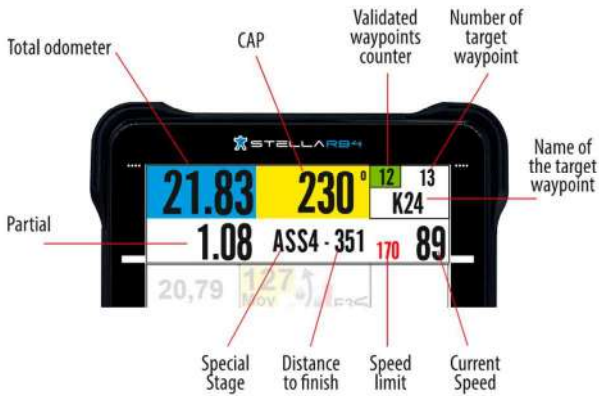 Total odometer
CAP
Validated
waypoints
counter
Number of
target
waypoint
STELLARB4
21.83
230°
12
13
Name of
the target
waypoint
K24
Partial
1.08
ASS4 - 351
170
89
20,79
127
Mov
Special
Stage
Distance
to finish
Speed
limit
Current
Speed